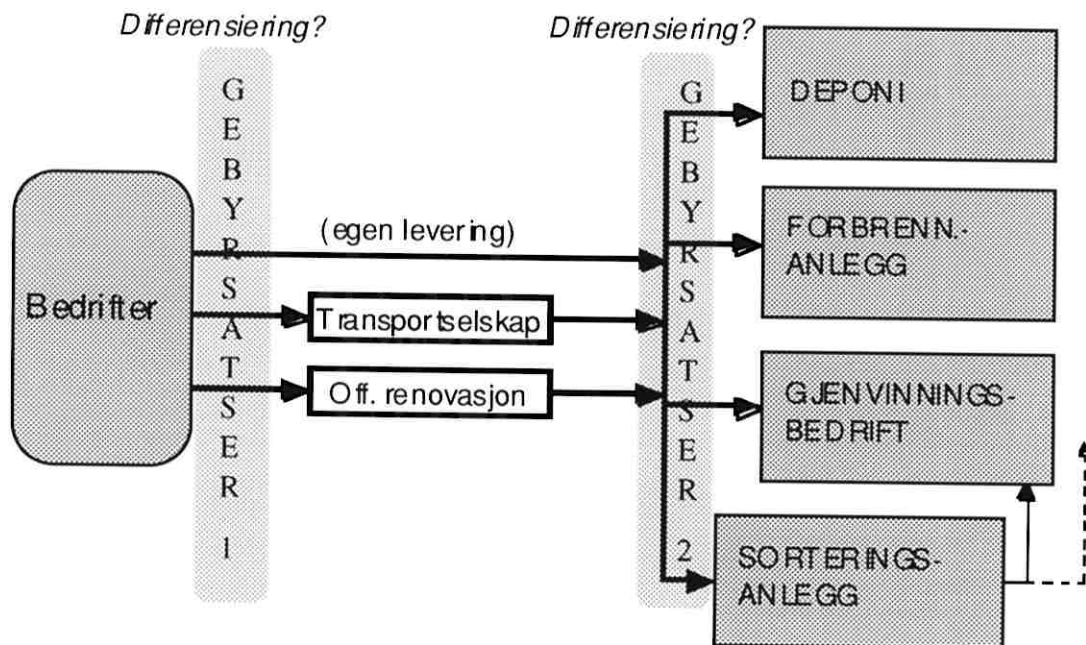 Differensiering?
Differensiering?
GEBYRSATSER 1
GEBYRSATSER 2
Bedrifter
(egen levering)
Transportselskap
Off. renovasjon
DEPONI
FORBRENN.-
ANLEGG
GJENVINNINGS-
BEDRIFT
SORTERINGS-
ANLEGG